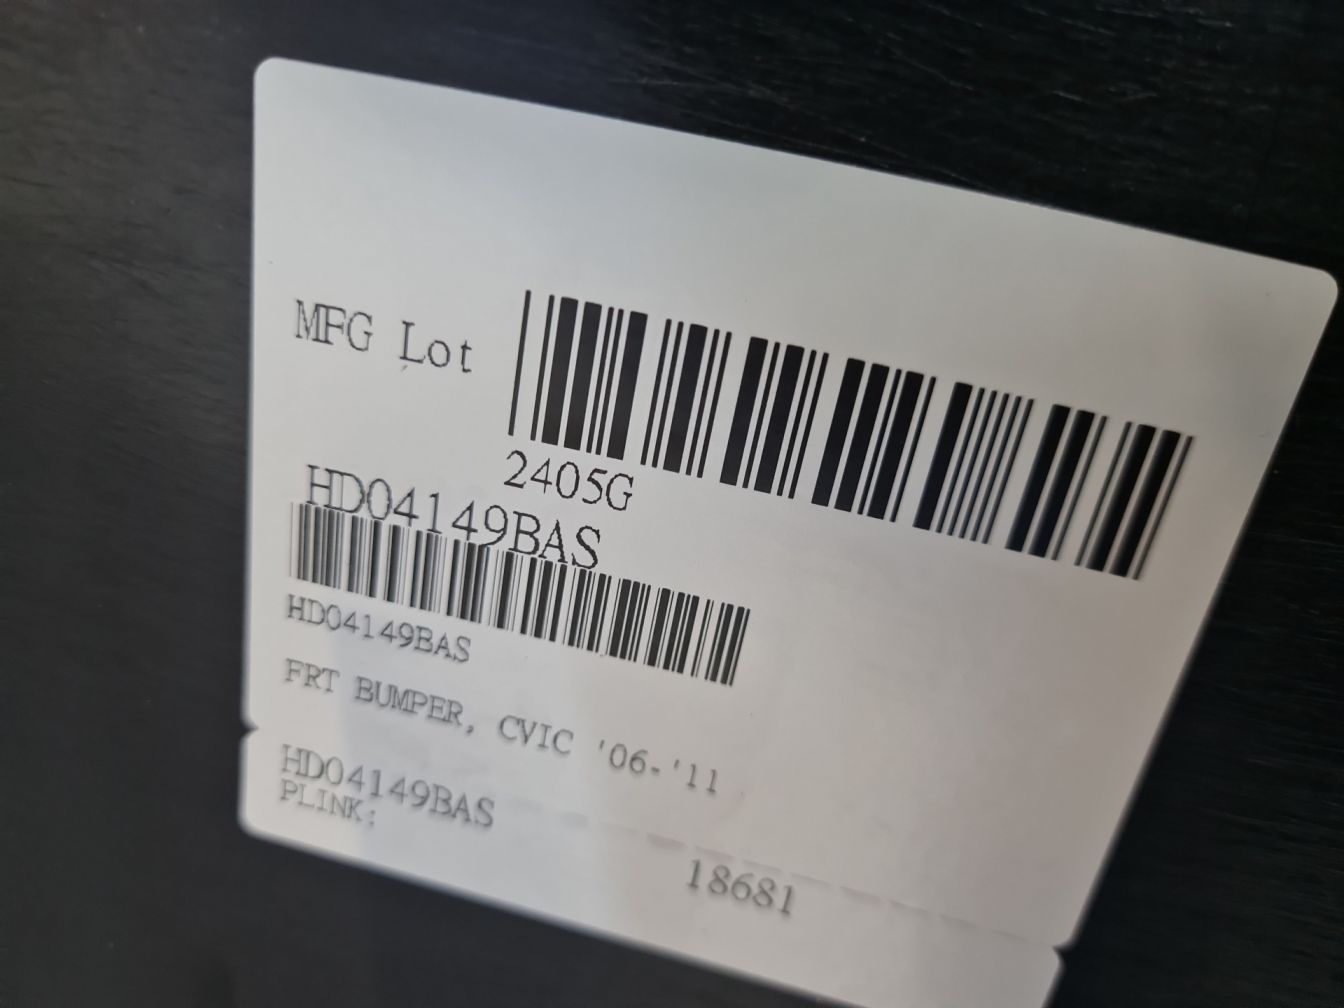 MFG Lot
2405G
HD04149BAS
HD04149BAS
FRT BUMPER, CVIC '06-'11
HD04149BAS
PLINK:
18681